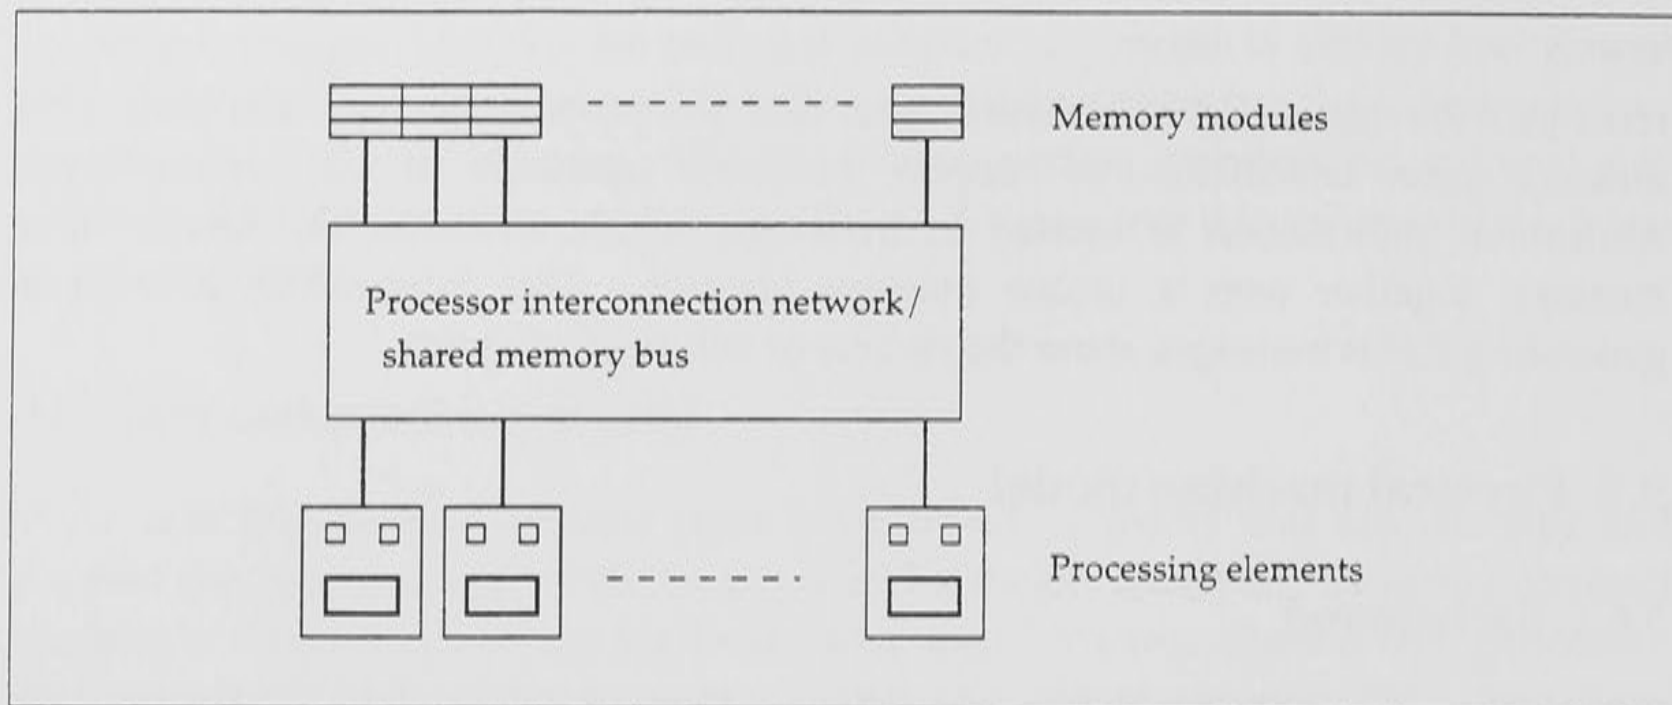 Memory modules
Processor interconnection network/
shared memory bus
Processing elements